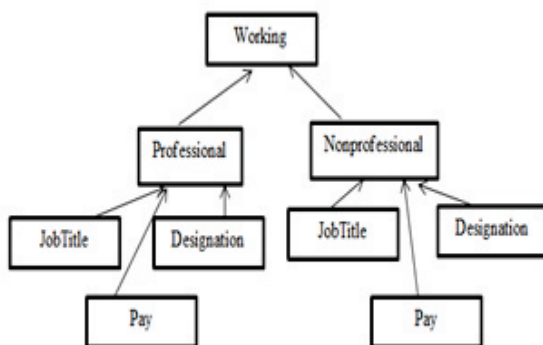 Working
Professional
Nonprofessional
JobTitle
Designation
JobTitle
Designation
Pay
Pay